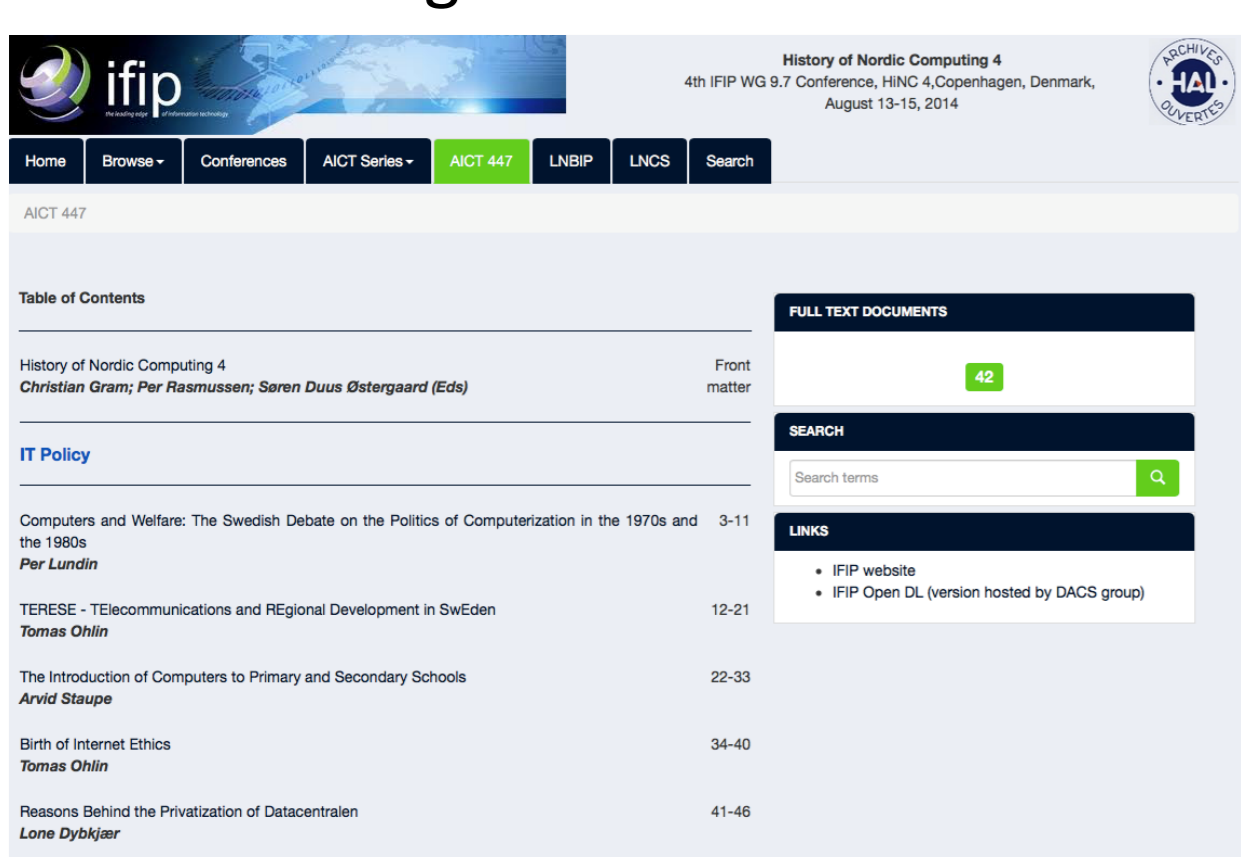 g
ifip
the leading edge of information technology
History of Nordic Computing 4
4th IFIP WG 9.7 Conference, HiNC 4,Copenhagen, Denmark,
August 13-15, 2014
ARCHIVES
HAL
OUVERTES
Home Browse Conferences AICT Series AICT 447 LNBIP LNCS Search
AICT 447
Table of Contents
History of Nordic Computing 4 Front
Christian Gram; Per Rasmussen; Søren Duus Østergaard (Eds) matter
IT Policy
Computers and Welfare: The Swedish Debate on the Politics of Computerization in the 1970s and 3-11
the 1980s
Per Lundin
TERESE - TElecommunications and REgional Development in SwEden 12-21
Tomas Ohlin
The Introduction of Computers to Primary and Secondary Schools 22-33
Arvid Staupe
Birth of Internet Ethics 34-40
Tomas Ohlin
Reasons Behind the Privatization of Datacentralen 41-46
Lone Dybkjær
FULL TEXT DOCUMENTS
42
SEARCH
Search terms
LINKS
• IFIP website
• IFIP Open DL (version hosted by DACS group)